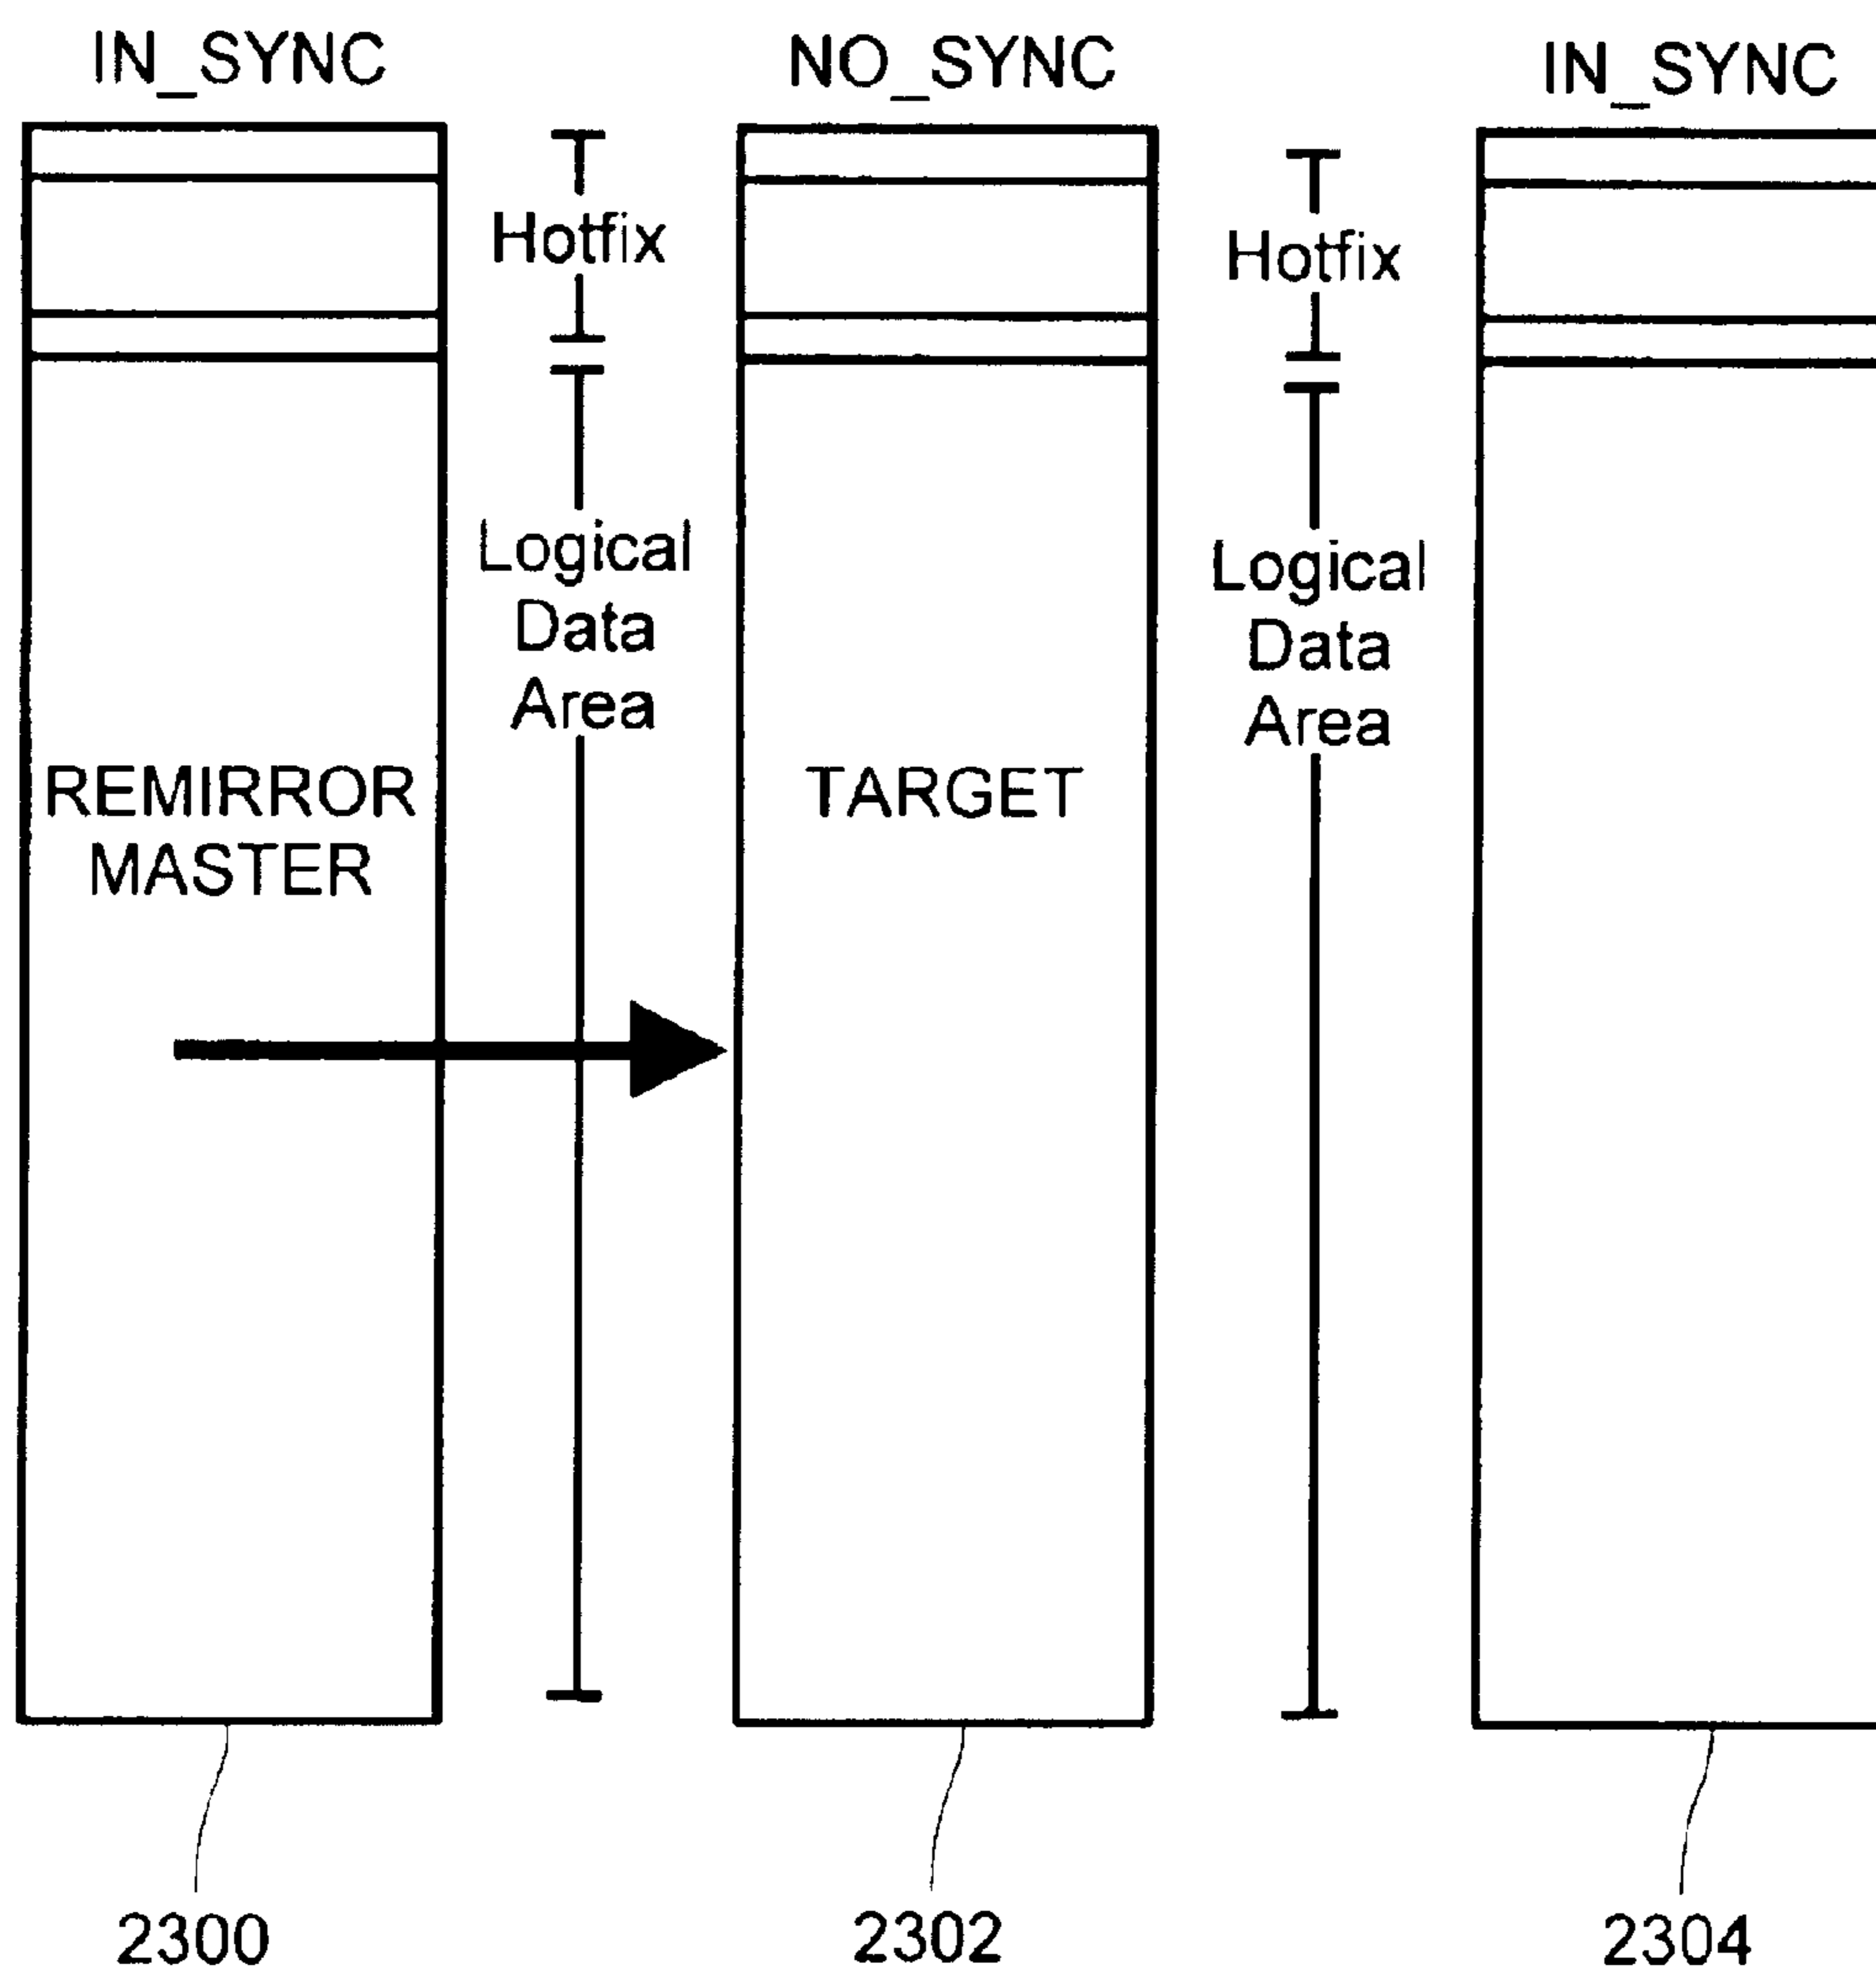 IN_SYNC
NO_SYNC
IN_SYNC
Hotfix
Hotfix
Logical
Data
Area
Logical
Data
Area
REMIRROR
MASTER
TARGET
2300
2302
2304